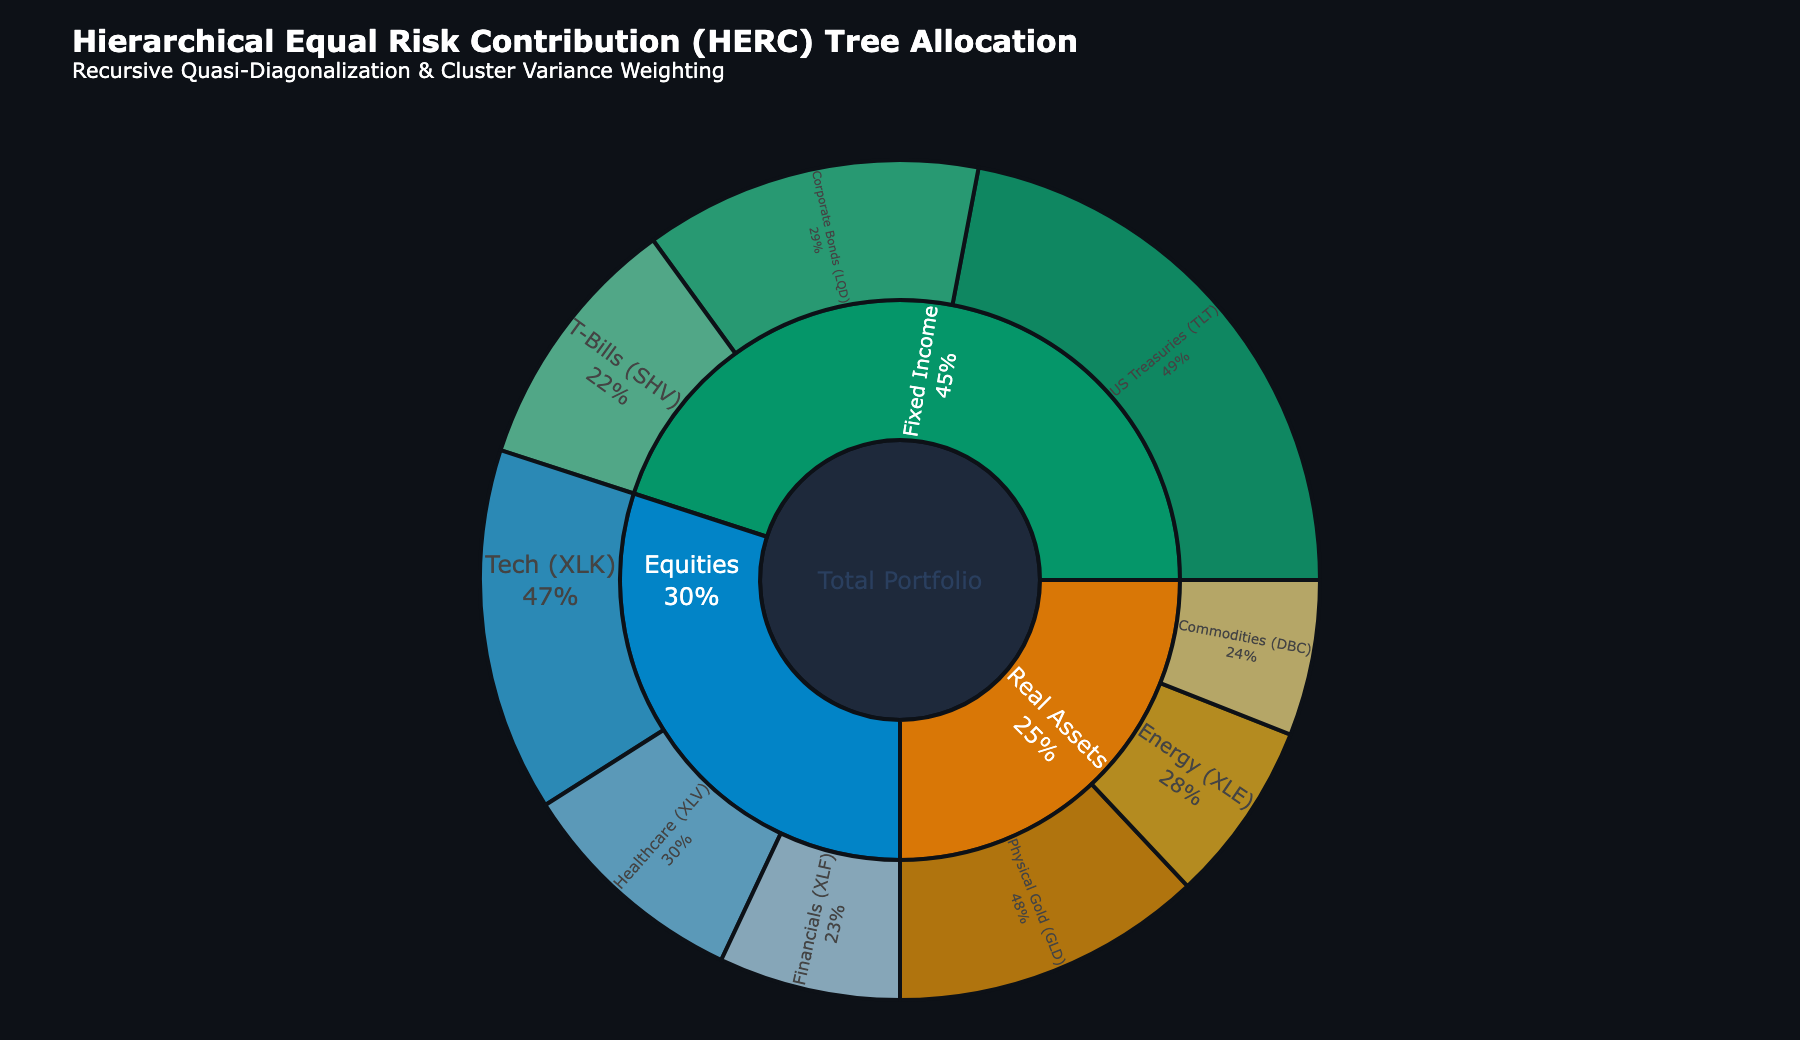 Hierarchical Equal Risk Contribution (HERC) Tree Allocation
Recursive Quasi-Diagonalization & Cluster Variance Weighting
Total Portfolio
Fixed Income
45%
Equities
30%
Real Assets
25%
US Treasuries (TLT)
49%
Corporate Bonds (LQD)
29%
T-Bills (SHV)
22%
Tech (XLK)
47%
Healthcare (XLV)
30%
Financials (XLF)
23%
Physical Gold (GLD)
48%
Energy (XLE)
28%
Commodities (DBC)
24%